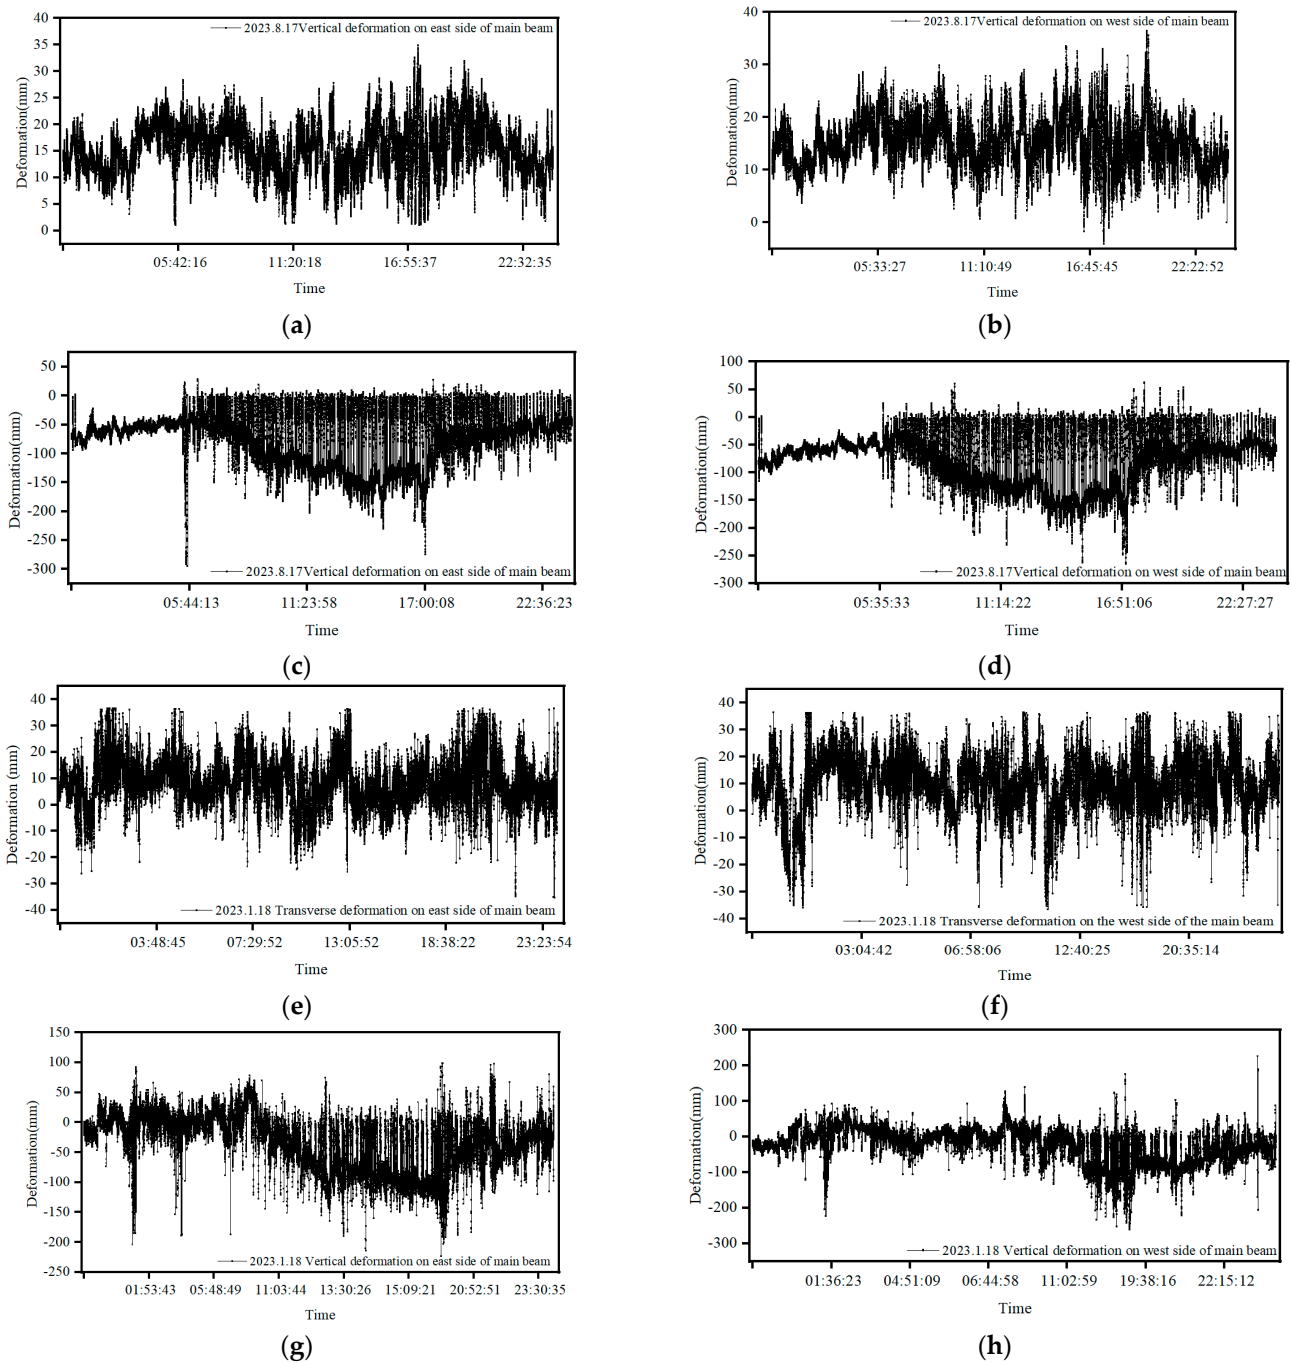 40
35
30
25
20
15
10
5
0
Deformation(mm)
2023.8.17Vertical deformation on east side of main beam
05:42:16 11:20:18 16:55:37 22:32:35
Time
(a)
40
30
20
10
0
Deformation(mm)
2023.8.17Vertical deformation on west side of main beam
05:33:27 11:10:49 16:45:45 22:22:52
Time
(b)
50
0
-50
-100
-150
-200
-250
-300
Deformation(mm)
2023.8.17Vertical deformation on east side of main beam
05:44:13 11:23:58 17:00:08 22:36:23
Time
(c)
100
50
0
-50
-100
-150
-200
-250
-300
Deformation(mm)
2023.8.17Vertical deformation on west side of main beam
05:35:33 11:14:22 16:51:06 22:27:27
Time
(d)
40
30
20
10
0
-10
-20
-30
-40
Deformation (mm)
2023.1.18 Transverse deformation on east side of main beam
03:48:45 07:29:52 13:05:52 18:38:22 23:23:54
Time
(e)
40
30
20
10
0
-10
-20
-30
-40
Deformation(mm)
2023.1.18 Transverse deformation on the west side of the main beam
03:04:42 06:58:06 12:40:25 20:35:14
Time
(f)
150
100
50
0
-50
-100
-150
-200
-250
Deformation(mm)
2023.1.18 Vertical deformation on east side of main beam
01:53:43 05:48:49 11:03:44 13:30:26 15:09:21 20:52:51 23:30:35
Time
(g)
300
200
100
0
-100
-200
-300
Deformation(mm)
2023.1.18 Vertical deformation on west side of main beam
01:36:23 04:51:09 06:44:58 11:02:59 19:38:16 22:15:12
Time
(h)